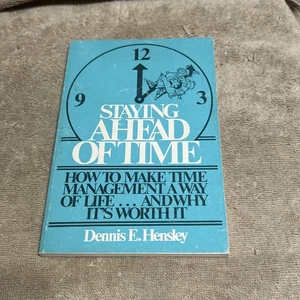 12
9
3
STAYING
AHEAD
OF TIME
HOW TO MAKE TIME
MANAGEMENT A WAY
OF LIFE... AND WHY
IT'S WORTH IT
Dennis E. Hensley